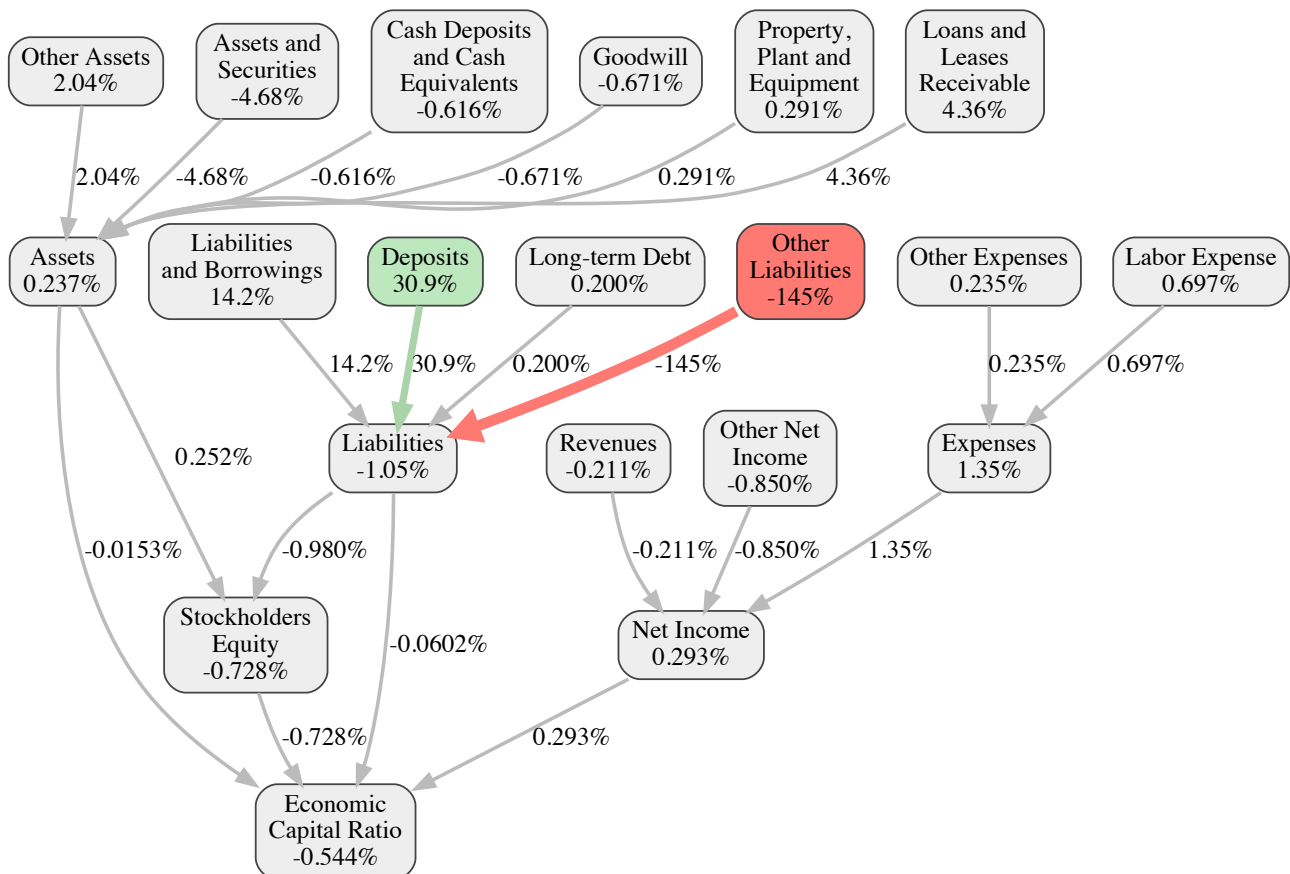 Other Assets
2.04%
Assets and
Securities
-4.68%
Cash Deposits
and Cash
Equivalents
-0.616%
Goodwill
-0.671%
Property,
Plant and
Equipment
0.291%
Loans and
Leases
Receivable
4.36%
2.04%
-4.68%
-0.616%
-0.671%
0.291%
4.36%
Assets
0.237%
Liabilities
and Borrowings
14.2%
Deposits
30.9%
Long-term Debt
0.200%
Other
Liabilities
-145%
Other Expenses
0.235%
Labor Expense
0.697%
14.2%
30.9%
0.200%
-145%
0.235%
0.697%
Liabilities
-1.05%
Revenues
-0.211%
Other Net
Income
-0.850%
Expenses
1.35%
0.252%
-0.0153%
-0.980%
-0.211%
-0.850%
1.35%
Stockholders
Equity
-0.728%
-0.0602%
Net Income
0.293%
-0.728%
0.293%
Economic
Capital Ratio
-0.544%